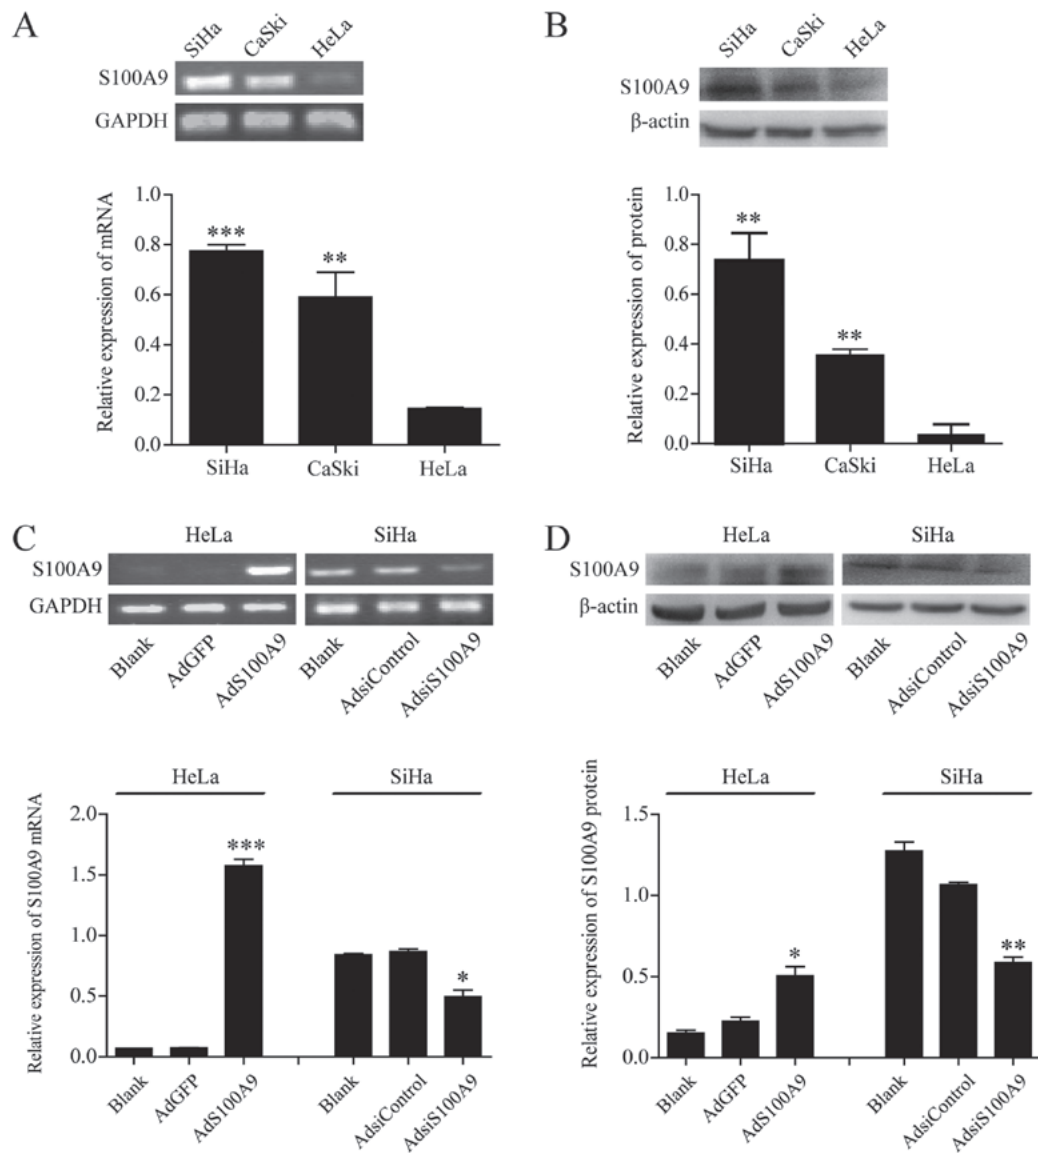 A
SiHa
CaSki
HeLa
S100A9
GAPDH
Relative expression of mRNA
1.0
0.8
0.6
0.4
0.2
0.0
***
**
SiHa
CaSki
HeLa
B
SiHa
CaSki
HeLa
S100A9
β-actin
Relative expression of protein
1.0
0.8
0.6
0.4
0.2
0.0
**
**
SiHa
CaSki
HeLa
C
HeLa
SiHa
S100A9
GAPDH
Blank
AdGFP
AdS100A9
Blank
AdsiControl
AdsiS100A9
HeLa
SiHa
Relative expression of S100A9 mRNA
2.0
1.5
1.0
0.5
0.0
***
*
Blank
AdGFP
AdS100A9
Blank
AdsiControl
AdsiS100A9
D
HeLa
SiHa
S100A9
β-actin
Blank
AdGFP
AdS100A9
Blank
AdsiControl
AdsiS100A9
HeLa
SiHa
Relative expression of S100A9 protein
1.5
1.0
0.5
0.0
*
**
Blank
AdGFP
AdS100A9
Blank
AdsiControl
AdsiS100A9